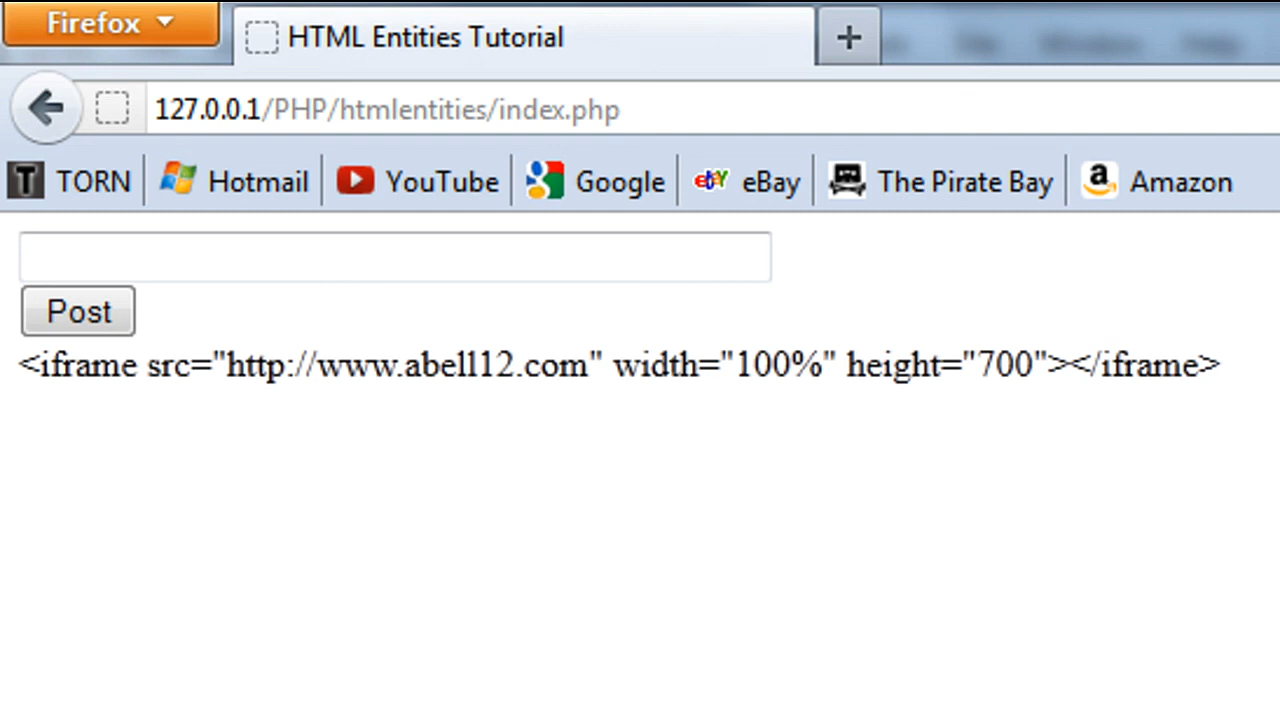 Firefox
HTML Entities Tutorial
127.0.0.1/PHP/htmlentities/index.php
T TORN Hotmail YouTube Google ebY eBay The Pirate Bay a Amazon
Post
<iframe src="http://www.abell12.com" width="100%" height="700"></iframe>